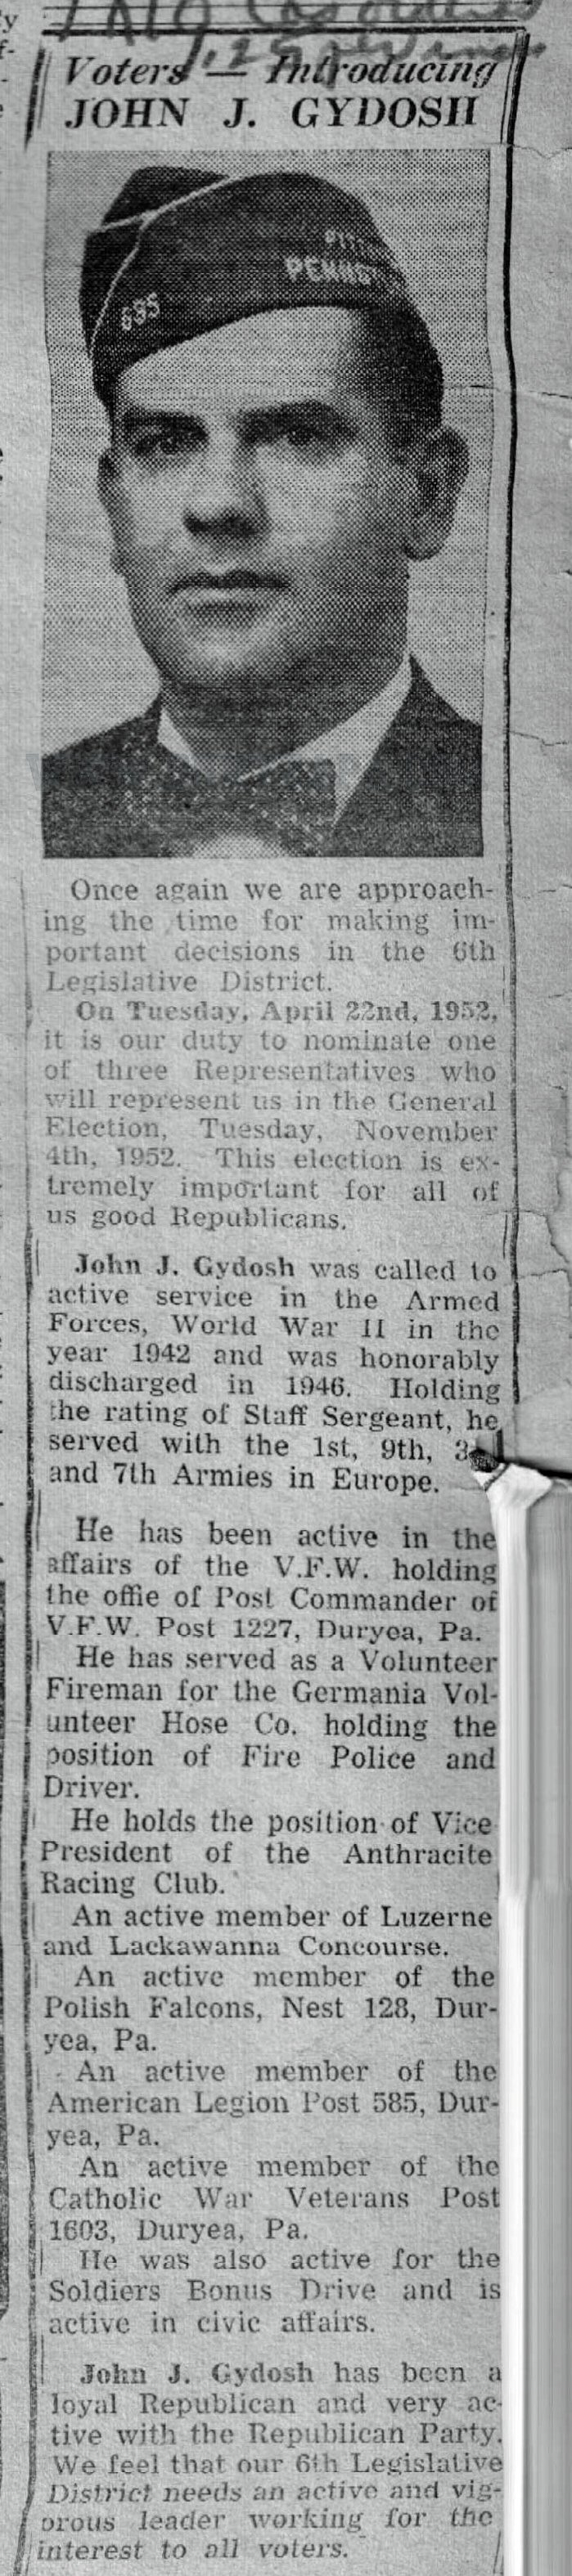 Voters — Introducing
JOHN J. GYDOSH
PENNS
635
Once again we are approach-
ing the time for making im-
portant decisions in the 6th
Legislative District.
On Tuesday, April 22nd, 1952,
it is our duty to nominate one
of three Representatives who
will represent us in the General
Election, Tuesday, November
4th, 1952. This election is ex-
tremely important for all of
us good Republicans.
John J. Gydosh was called to
active service in the Armed
Forces, World War II in the
year 1942 and was honorably
discharged in 1946. Holding
the rating of Staff Sergeant, he
served with the 1st, 9th,
and 7th Armies in Europe.
He has been active in the
affairs of the V.F.W. holding
the offie of Post Commander of
V.F.W. Post 1227, Duryea, Pa.
He has served as a Volunteer
Fireman for the Germania Vol-
unteer Hose Co. holding the
position of Fire Police and
Driver.
He holds the position of Vice
President of the Anthracite
Racing Club.
An active member of Luzerne
and Lackawanna Concourse.
An active member of the
Polish Falcons, Nest 128, Dur-
yea, Pa.
An active member of the
American Legion Post 585, Dur-
yea, Pa.
An active member of the
Catholic War Veterans Post
1603, Duryea, Pa.
He was also active for the
Soldiers Bonus Drive and is
active in civic affairs.
John J. Gydosh has been a
loyal Republican and very ac-
tive with the Republican Party.
We feel that our 6th Legislative
District needs an active and vig-
orous leader working for the
interest to all voters.